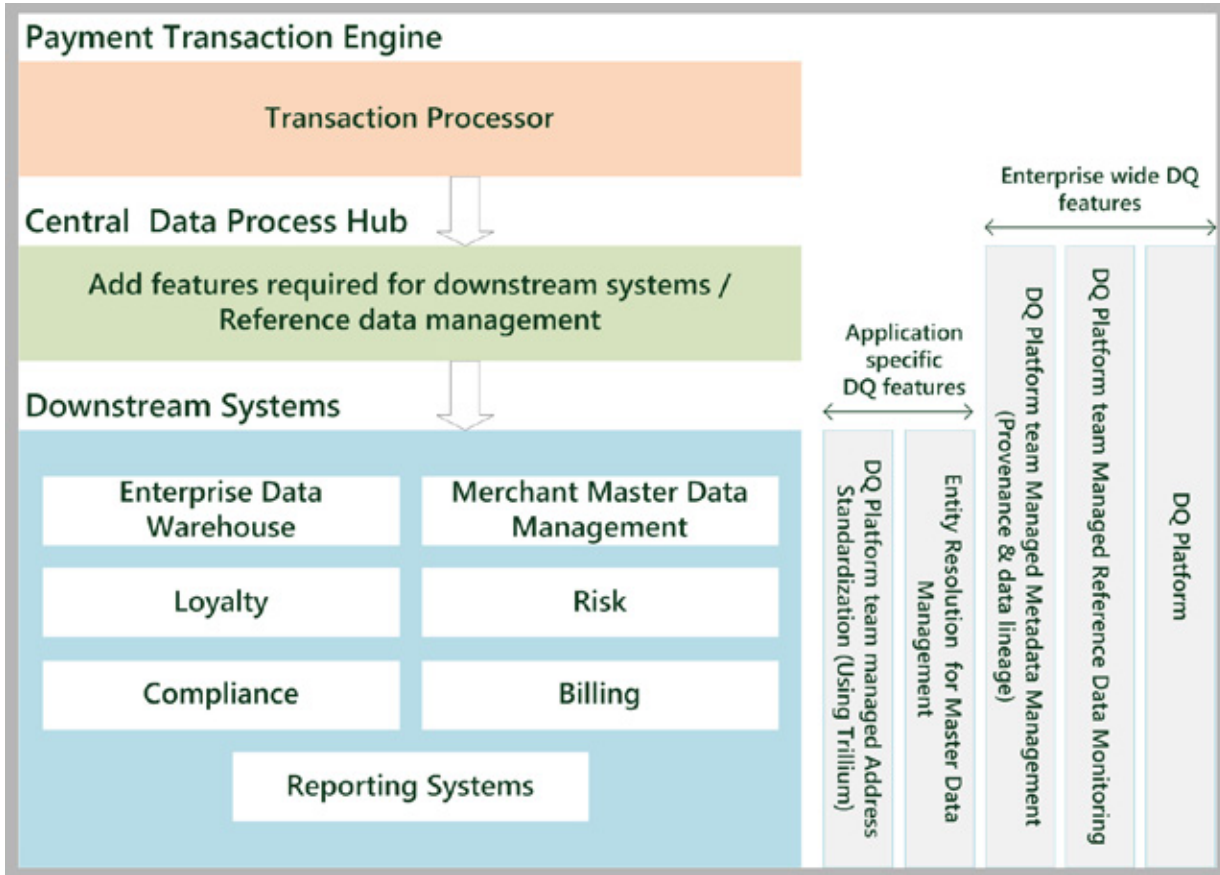 Payment Transaction Engine
Transaction Processor
Central Data Process Hub
Add features required for downstream systems /
Reference data management
Downstream Systems
Enterprise Data
Warehouse
Merchant Master Data
Management
Loyalty
Risk
Compliance
Billing
Reporting Systems
Application
specific
DQ features
DQ Platform team managed Address
Standardization (Using Trillium)
Entity Resolution for Master Data
Management
Enterprise wide DQ
features
DQ Platform team Managed Metadata Management
(Provenance & data lineage)
DQ Platform team Managed Reference Data Monitoring
DQ Platform